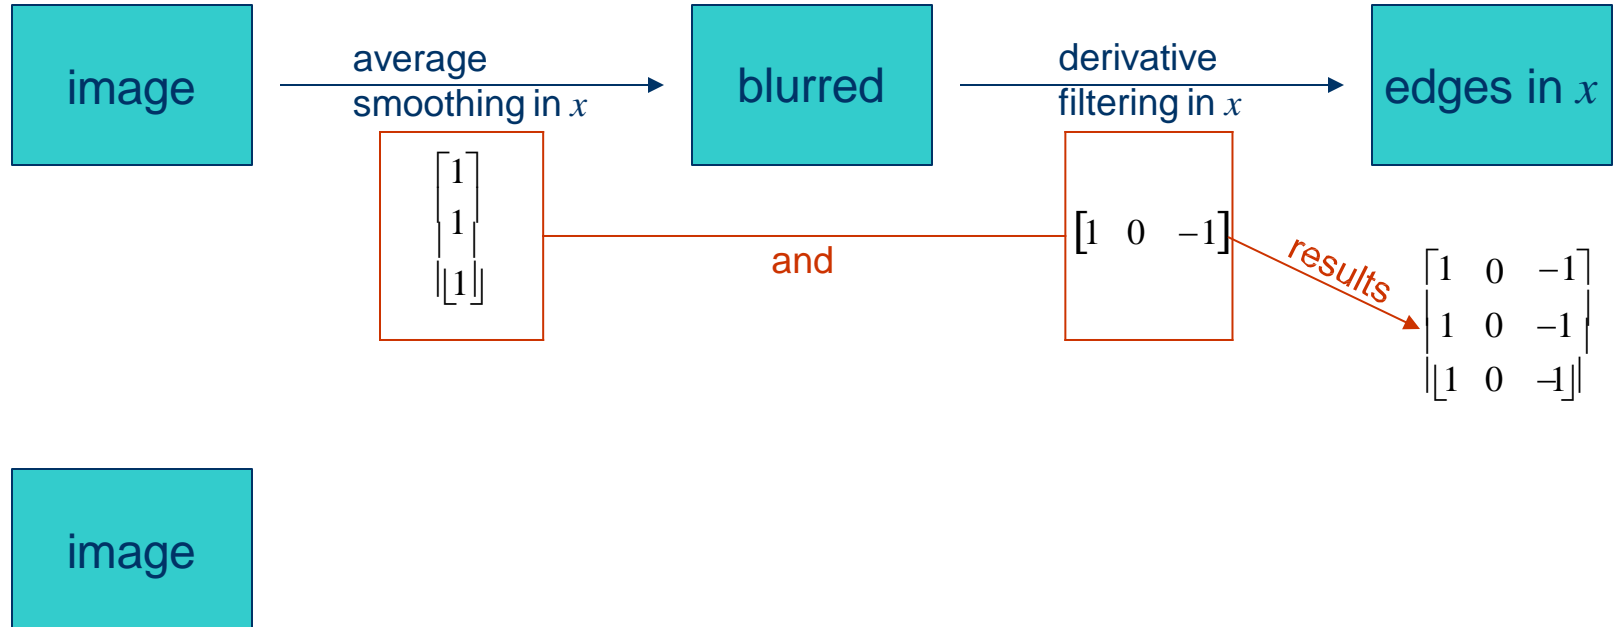 image
average
smoothing in x
blurred
derivative
filtering in x
edges in x
1
1
1
and
[1 0 −1]
results
1 0 −1
1 0 −1
1 0 −1
image